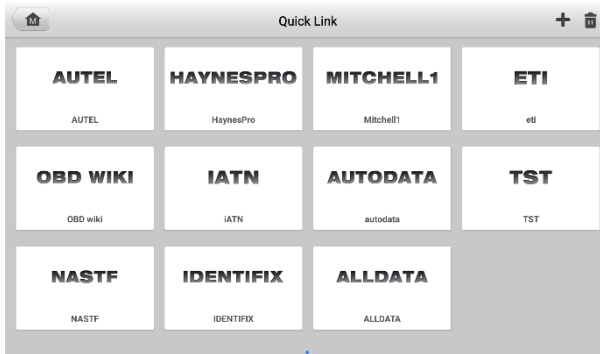 M
Quick Link
AUTEL
HAYNESPRO
MITCHELL1
ETI
AUTEL
HaynesPro
Mitchell1
eti
OBD WIKI
IATN
AUTODATA
TST
OBD wiki
iATN
autodata
TST
NASTF
IDENTIFIX
ALLDATA
NASTF
IDENTIFIX
ALLDATA